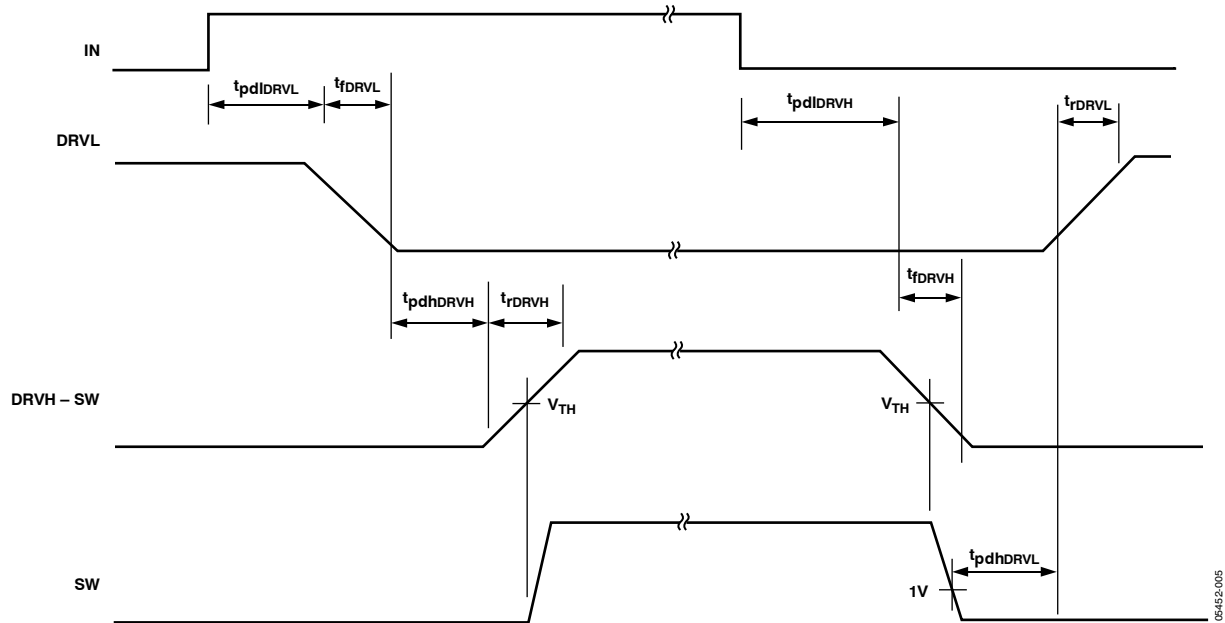 IN
tpdlDRVL
tfDRVL
tpdlDRVH
trDRVL
DRVL
tfDRVH
tpdhDRVH
trDRVH
DRVH – SW
VTH
VTH
tpdhDRVL
SW
1V
05452-005